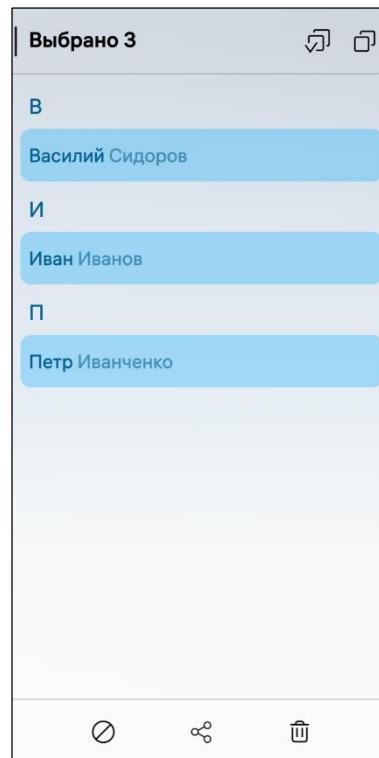 Выбрано 3
В
Василий Сидоров
И
Иван Иванов
П
Петр Иванченко